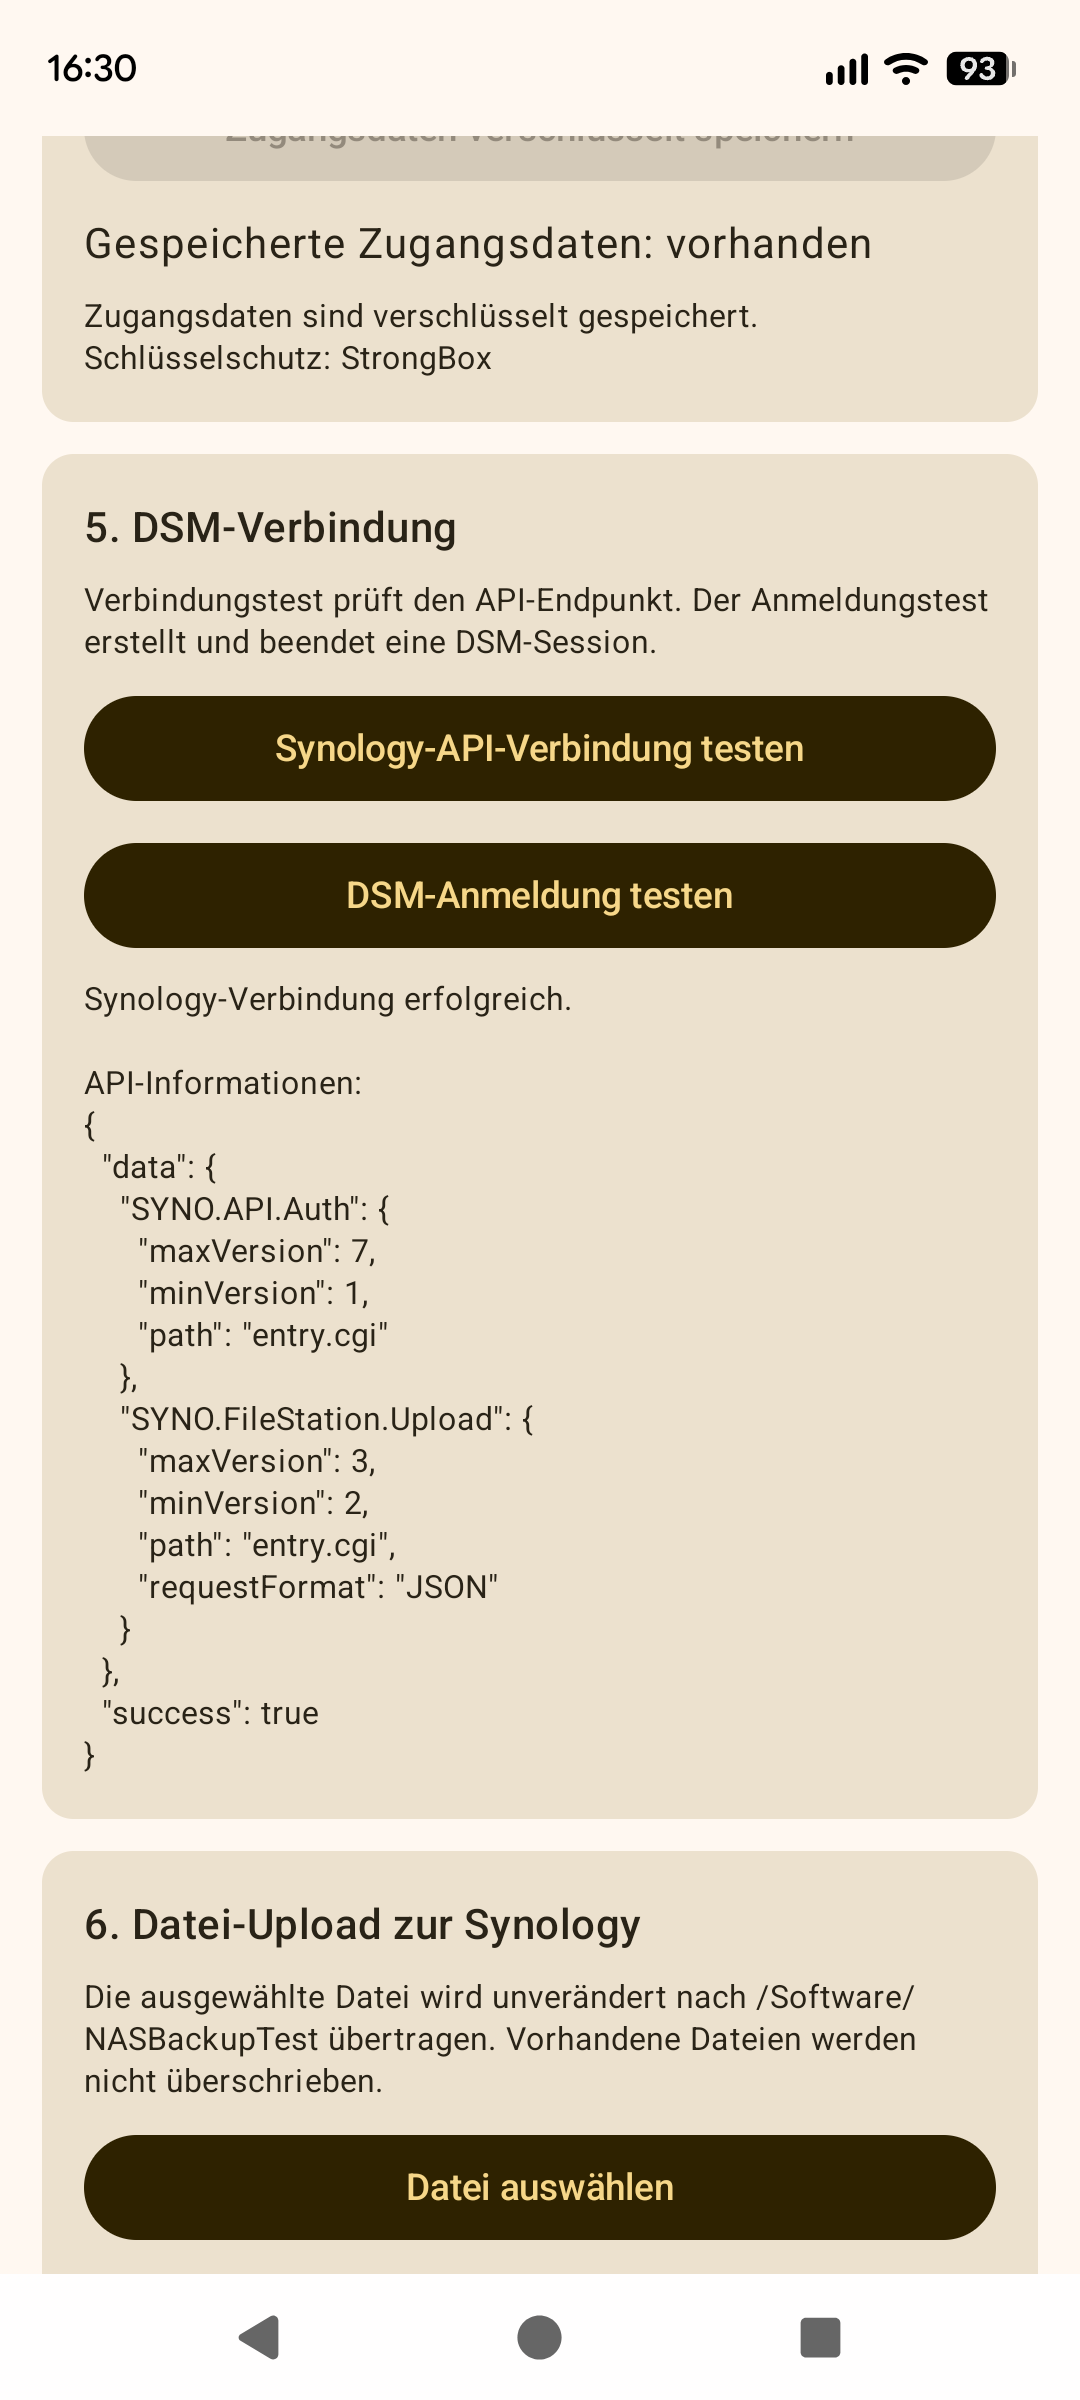 16:30
93
Zugangsdaten verschlüsselt speichern
Gespeicherte Zugangsdaten: vorhanden
Zugangsdaten sind verschlüsselt gespeichert.
Schlüsselschutz: StrongBox
5. DSM-Verbindung
Verbindungstest prüft den API-Endpunkt. Der Anmeldungstest
erstellt und beendet eine DSM-Session.
Synology-API-Verbindung testen
DSM-Anmeldung testen
Synology-Verbindung erfolgreich.
API-Informationen:
{
"data": {
"SYNO.API.Auth": {
"maxVersion": 7,
"minVersion": 1,
"path": "entry.cgi"
},
"SYNO.FileStation.Upload": {
"maxVersion": 3,
"minVersion": 2,
"path": "entry.cgi",
"requestFormat": "JSON"
}
},
"success": true
}
6. Datei-Upload zur Synology
Die ausgewählte Datei wird unverändert nach /Software/
NASBackupTest übertragen. Vorhandene Dateien werden
nicht überschrieben.
Datei auswählen